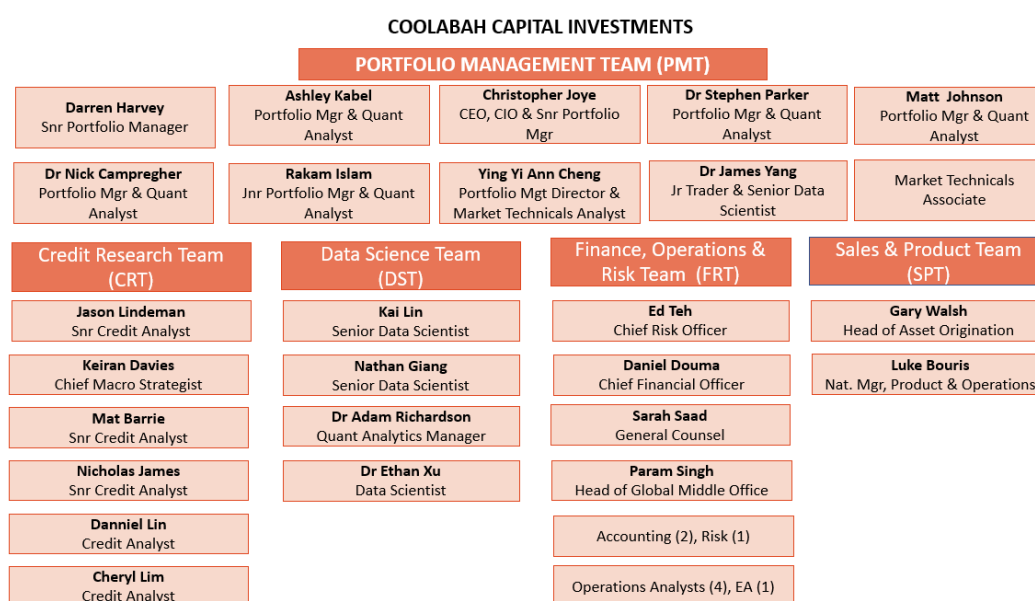 COOLABAH CAPITAL INVESTMENTS
PORTFOLIO MANAGEMENT TEAM (PMT)
Darren Harvey
Snr Portfolio Manager
Ashley Kabel
Portfolio Mgr & Quant
Analyst
Christopher Joye
CEO, CIO & Snr Portfolio
Mgr
Dr Stephen Parker
Portfolio Mgr & Quant
Analyst
Matt Johnson
Portfolio Mgr & Quant
Analyst
Dr Nick Campregher
Portfolio Mgr & Quant
Analyst
Rakam Islam
Jnr Portfolio Mgr & Quant
Analyst
Ying Yi Ann Cheng
Portfolio Mgt Director &
Market Technicals Analyst
Dr James Yang
Jr Trader & Senior Data
Scientist
Market Technicals
Associate
Credit Research Team
(CRT)
Jason Lindeman
Snr Credit Analyst
Keiran Davies
Chief Macro Strategist
Mat Barrie
Snr Credit Analyst
Nicholas James
Snr Credit Analyst
Danniel Lin
Credit Analyst
Cheryl Lim
Credit Analyst
Data Science Team
(DST)
Kai Lin
Senior Data Scientist
Nathan Giang
Senior Data Scientist
Dr Adam Richardson
Quant Analytics Manager
Dr Ethan Xu
Data Scientist
Finance, Operations &
Risk Team (FRT)
Ed Teh
Chief Risk Officer
Daniel Douma
Chief Financial Officer
Sarah Saad
General Counsel
Param Singh
Head of Global Middle Office
Accounting (2), Risk (1)
Operations Analysts (4), EA (1)
Sales & Product Team
(SPT)
Gary Walsh
Head of Asset Origination
Luke Bouris
Nat. Mgr, Product & Operations